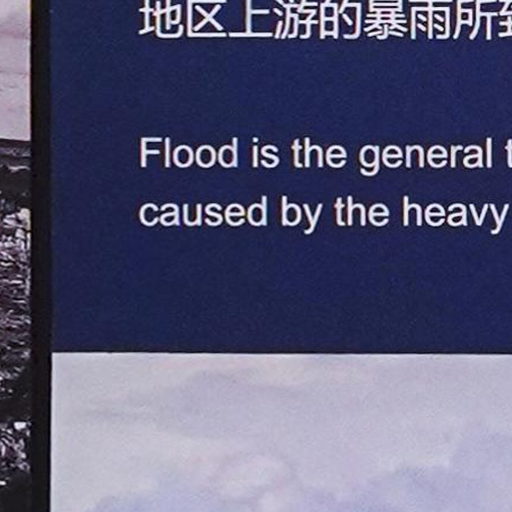 地区上游的暴雨所
Flood is the general
caused by the heavy